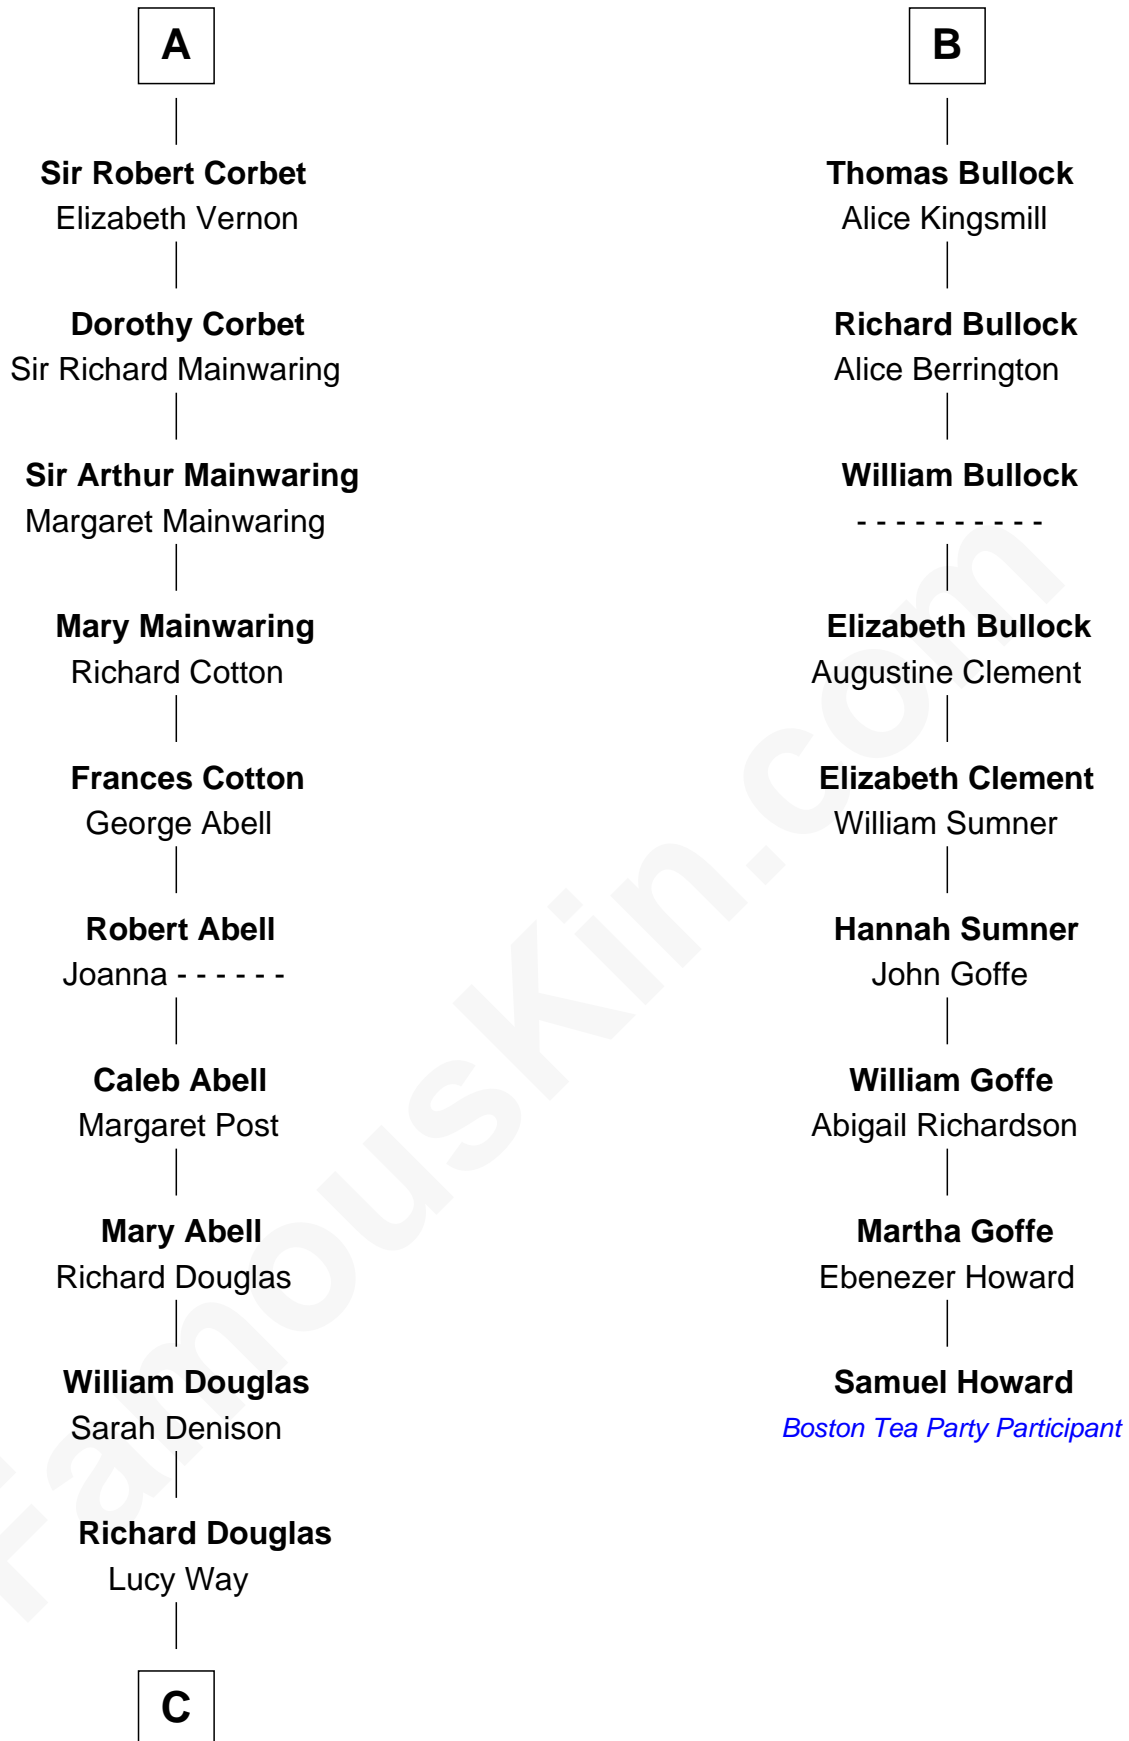 A
Sir Robert Corbet
Elizabeth Vernon
Dorothy Corbet
Sir Richard Mainwaring
Sir Arthur Mainwaring
Margaret Mainwaring
Mary Mainwaring
Richard Cotton
Frances Cotton
George Abell
Robert Abell
Joanna - - - - - -
Caleb Abell
Margaret Post
Mary Abell
Richard Douglas
William Douglas
Sarah Denison
Richard Douglas
Lucy Way
C
B
Thomas Bullock
Alice Kingsmill
Richard Bullock
Alice Berrington
William Bullock
- - - - - - - - - -
Elizabeth Bullock
Augustine Clement
Elizabeth Clement
William Sumner
Hannah Sumner
John Goffe
William Goffe
Abigail Richardson
Martha Goffe
Ebenezer Howard
Samuel Howard
Boston Tea Party Participant
FamousKin.com